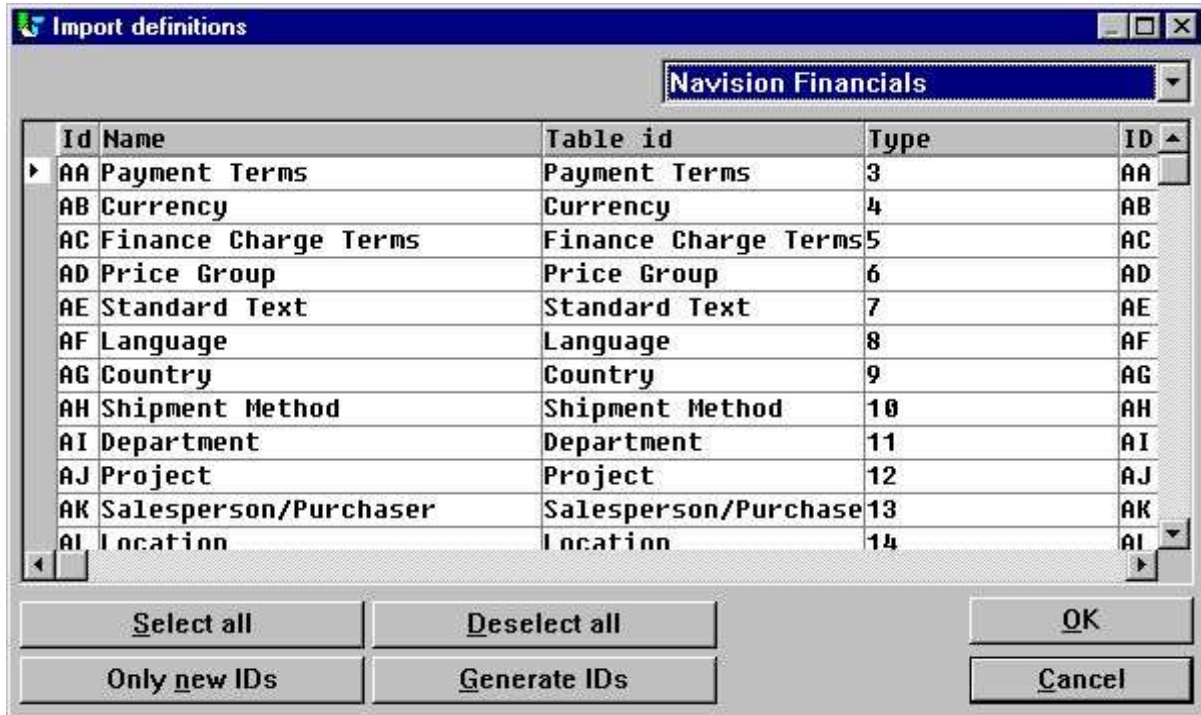 Import definitions
Navision Financials
Id Name Table id Type ID
AA Payment Terms Payment Terms 3 AA
AB Currency Currency 4 AB
AC Finance Charge Terms Finance Charge Terms 5 AC
AD Price Group Price Group 6 AD
AE Standard Text Standard Text 7 AE
AF Language Language 8 AF
AG Country Country 9 AG
AH Shipment Method Shipment Method 10 AH
AI Department Department 11 AI
AJ Project Project 12 AJ
AK Salesperson/Purchaser Salesperson/Purchase 13 AK
AL Location Location 14 AL
Select all Deselect all OK
Only new IDs Generate IDs Cancel